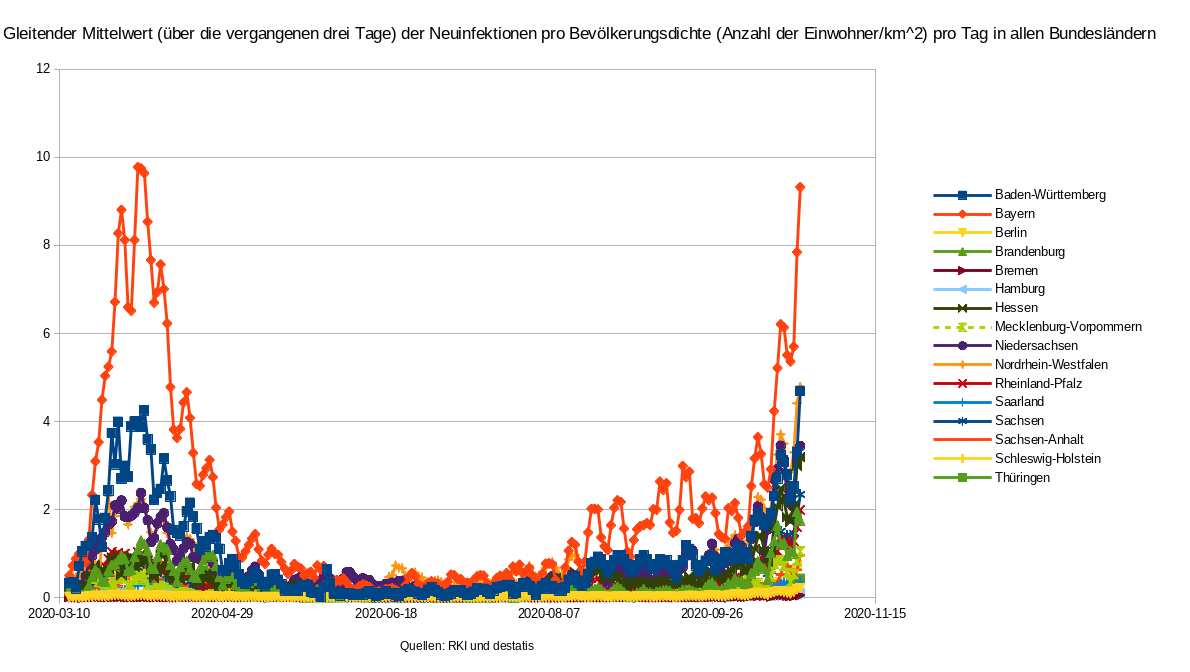 Gleitender Mittelwert (über die vergangenen drei Tage) der Neuinfektionen pro Bevölkerungsdichte (Anzahl der Einwohner/km^2) pro Tag in allen Bundesländern
12
10
8
6
4
2
0
2020-03-10 2020-04-29 2020-06-18 2020-08-07 2020-09-26 2020-11-15
Baden-Württemberg
Bayern
Berlin
Brandenburg
Bremen
Hamburg
Hessen
Mecklenburg-Vorpommern
Niedersachsen
Nordrhein-Westfalen
Rheinland-Pfalz
Saarland
Sachsen
Sachsen-Anhalt
Schleswig-Holstein
Thüringen
Quellen: RKI und destatis